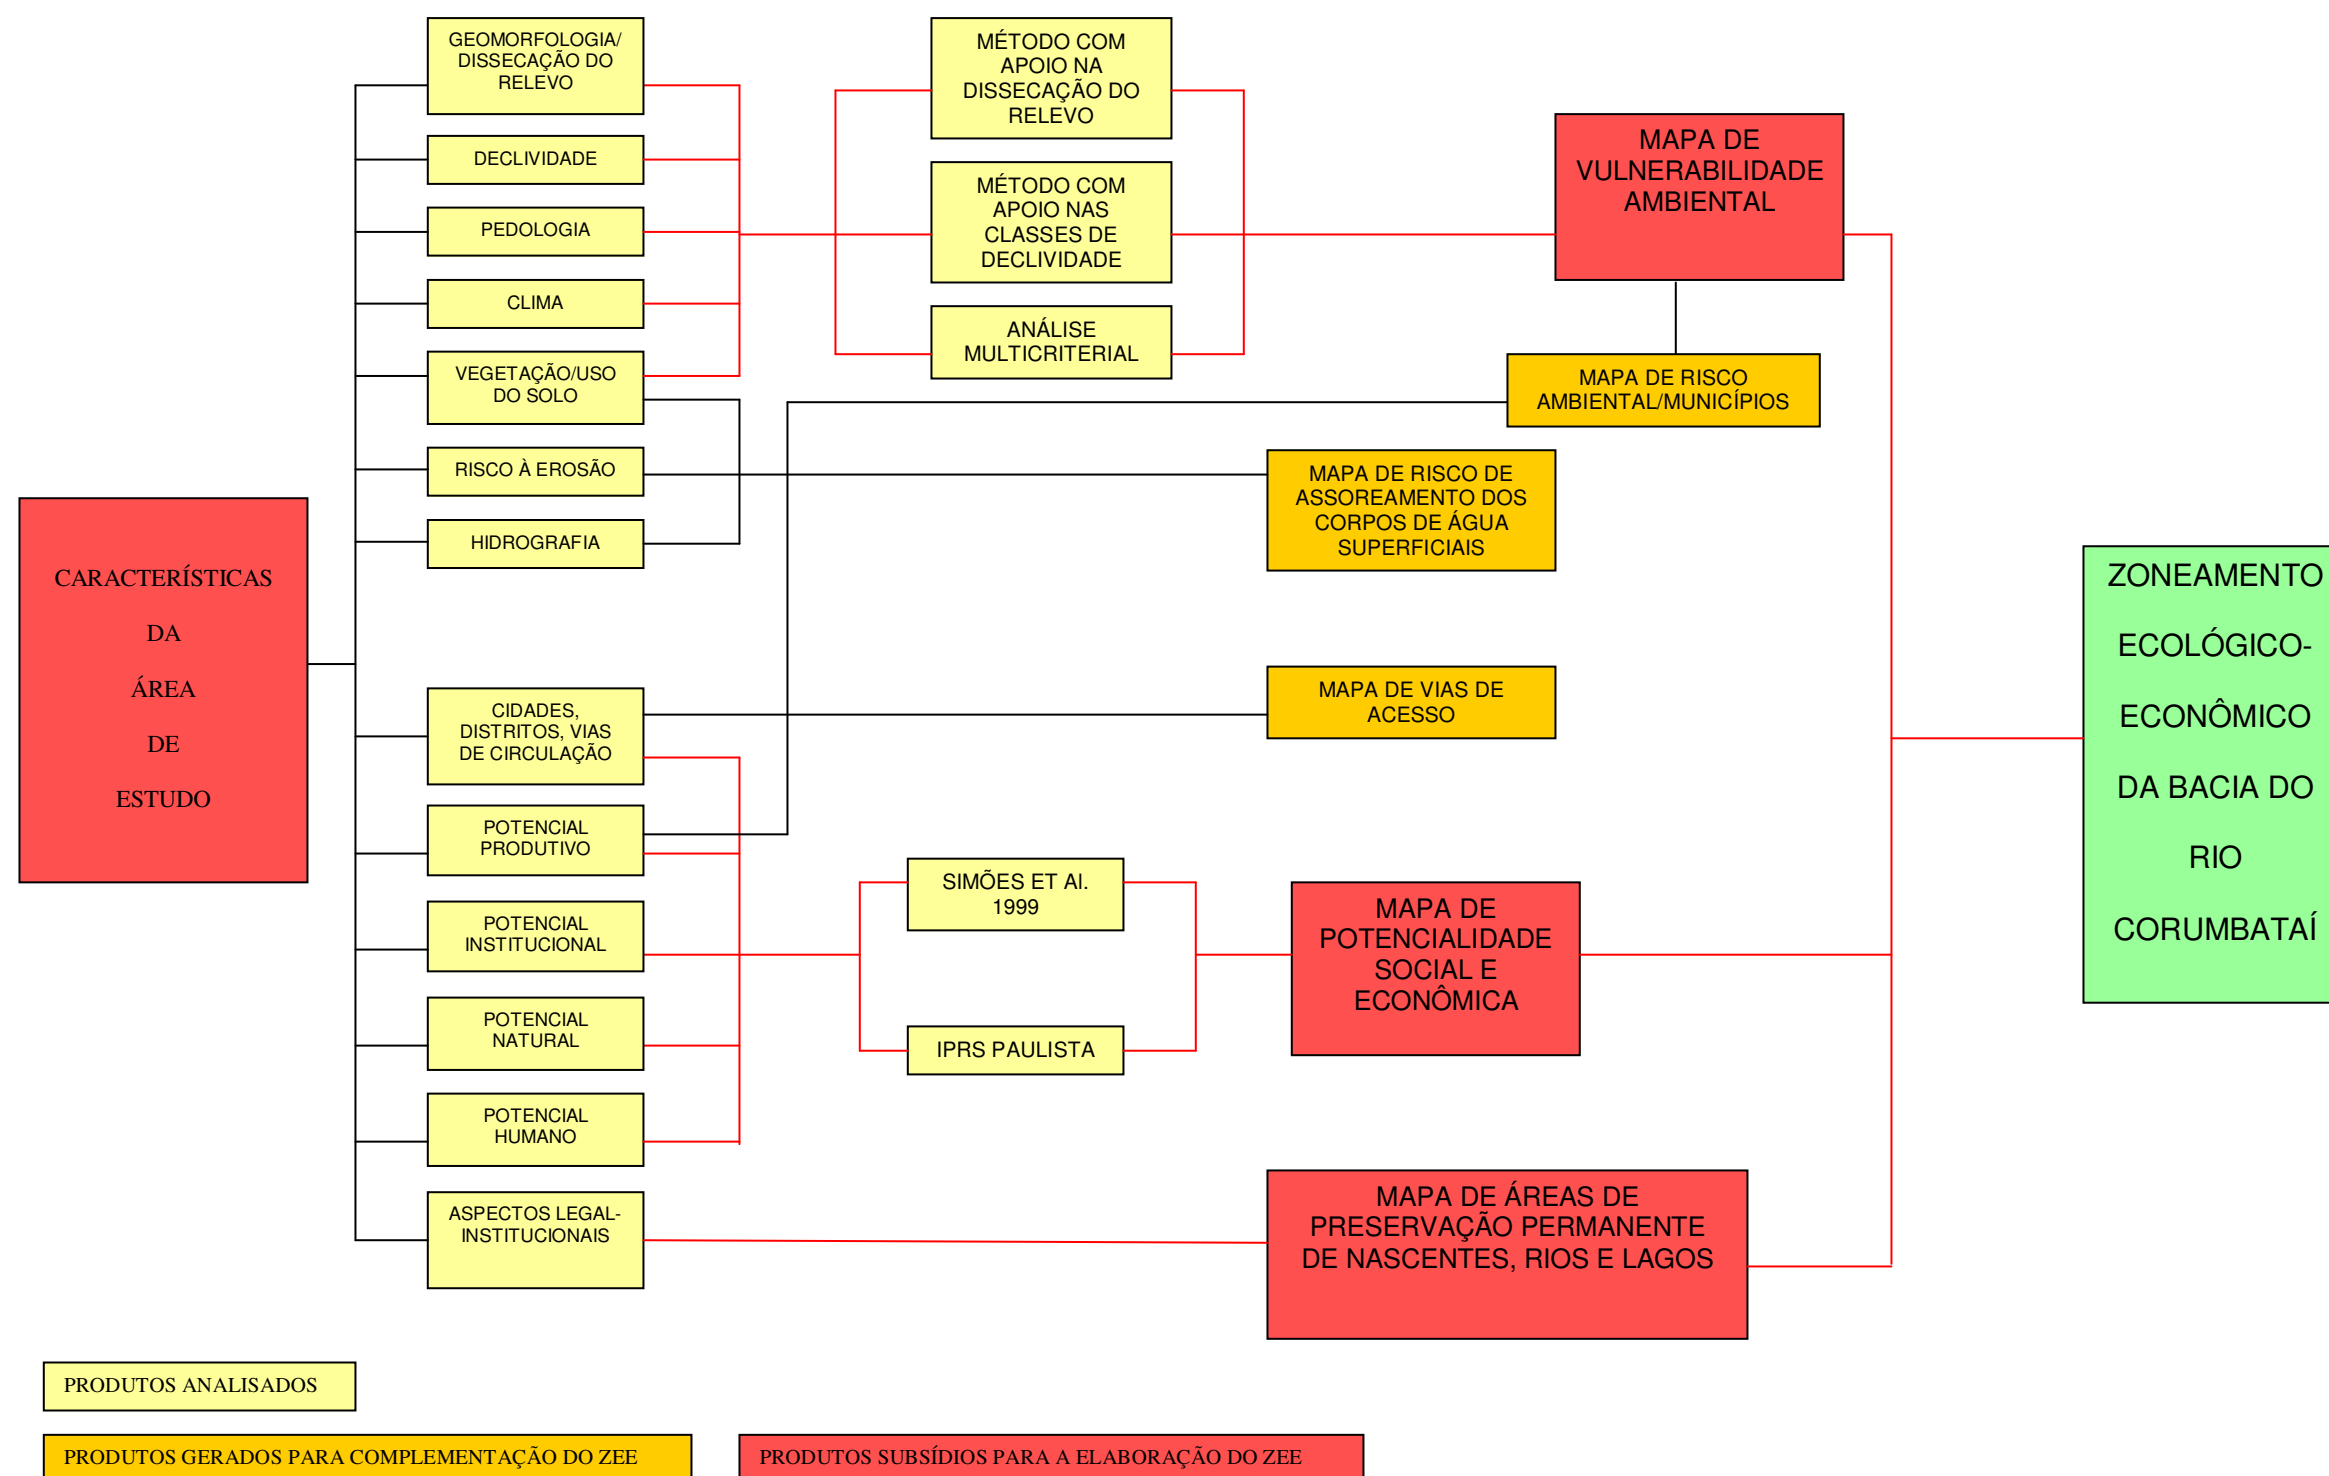 GEOMORFOLOGIA/
DISSECAÇÃO DO
RELEVO
DECLIVIDADE
PEDOLOGIA
CLIMA
VEGETAÇÃO/USO
DO SOLO
RISCO À EROSÃO
HIDROGRAFIA
CARACTERÍSTICAS
DA
ÁREA
DE
ESTUDO
CIDADES,
DISTRITOS, VIAS
DE CIRCULAÇÃO
POTENCIAL
PRODUTIVO
POTENCIAL
INSTITUCIONAL
POTENCIAL
NATURAL
POTENCIAL
HUMANO
ASPECTOS LEGAL-
INSTITUCIONAIS
MÉTODO COM
APOIO NA
DISSECAÇÃO DO
RELEVO
MÉTODO COM
APOIO NAS
CLASSES DE
DECLIVIDADE
ANÁLISE
MULTICRITERIAL
MAPA DE
VULNERABILIDADE
AMBIENTAL
MAPA DE RISCO
AMBIENTAL/MUNICÍPIOS
MAPA DE RISCO DE
ASSOREAMENTO DOS
CORPOS DE ÁGUA
SUPERFICIAIS
MAPA DE VIAS DE
ACESSO
SIMÕES ET Al.
1999
IPRS PAULISTA
MAPA DE
POTENCIALIDADE
SOCIAL E
ECONÔMICA
MAPA DE ÁREAS DE
PRESERVAÇÃO PERMANENTE
DE NASCENTES, RIOS E LAGOS
ZONEAMENTO
ECOLÓGICO-
ECONÔMICO
DA BACIA DO
RIO
CORUMBATAÍ
PRODUTOS ANALISADOS
PRODUTOS GERADOS PARA COMPLEMENTAÇÃO DO ZEE
PRODUTOS SUBSÍDIOS PARA A ELABORAÇÃO DO ZEE